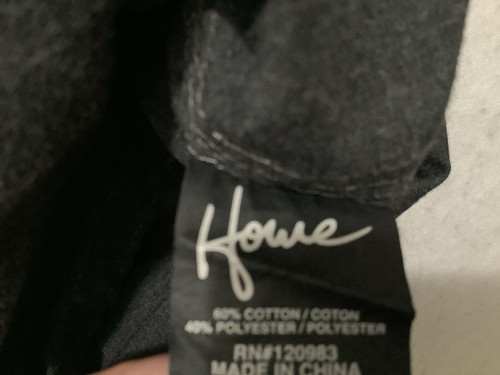 Howe
60% COTTON / COTON
40% POLYESTER / POLYESTER
RN#120983
MADE IN CHINA